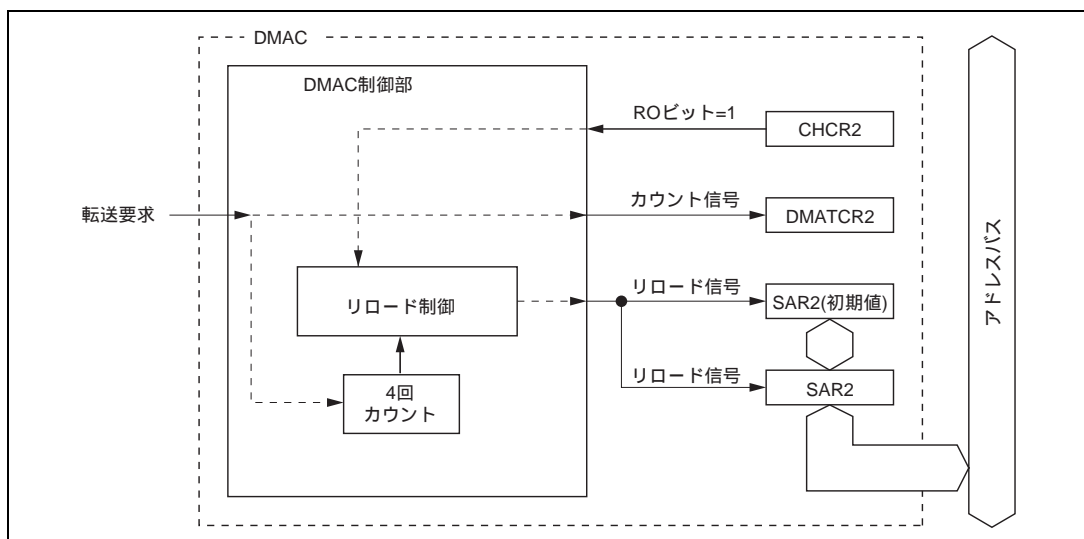 DMAC
DMAC制御部
ROビット=1
CHCR2
転送要求
カウント信号
DMATCR2
リロード制御
リロード信号
SAR2(初期値)
4回
カウント
リロード信号
SAR2
アドレスバス